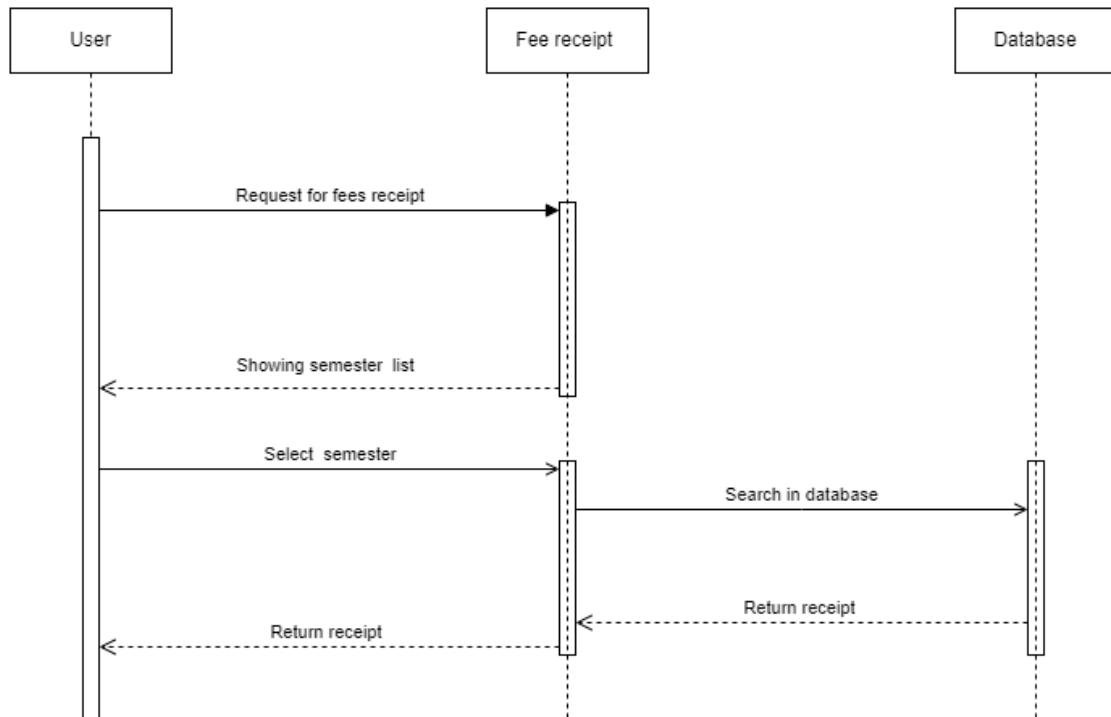 User
Fee receipt
Database
Request for fees receipt
Showing semester  list
Select  semester
Search in database
Return receipt
Return receipt